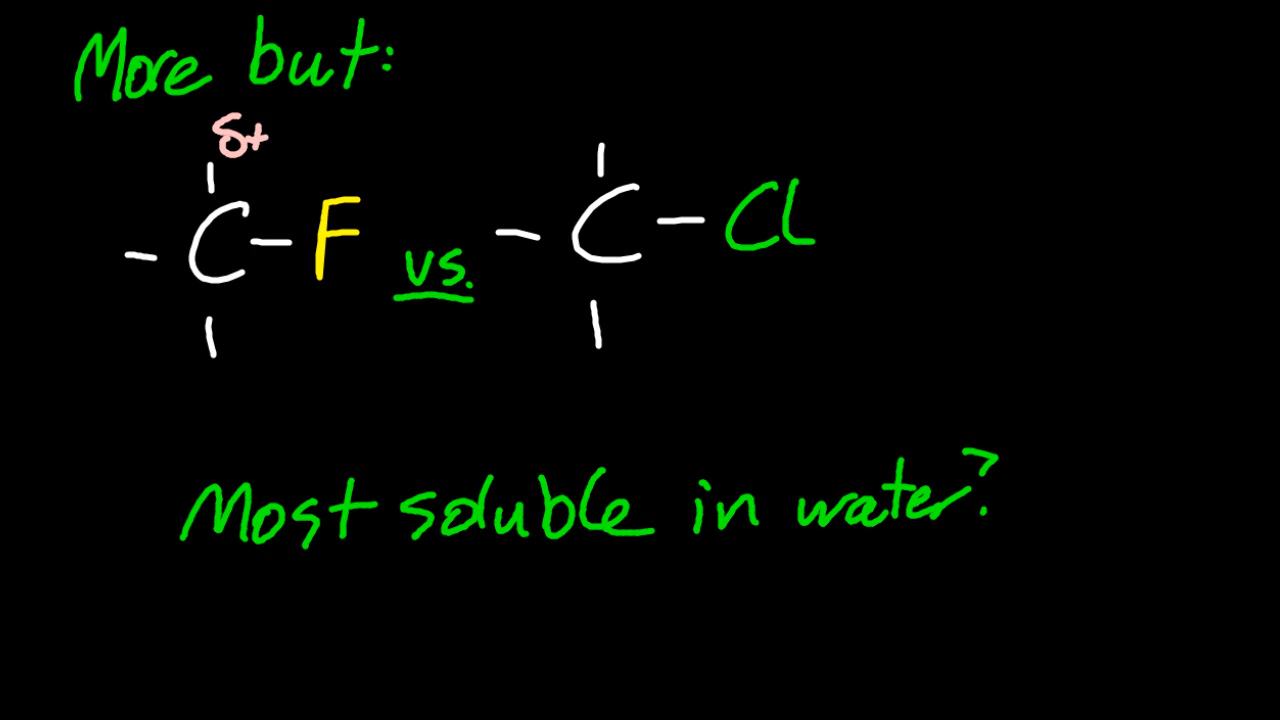 More but:
δ+
C-F vs. -C-Cl
Most soluble in water?